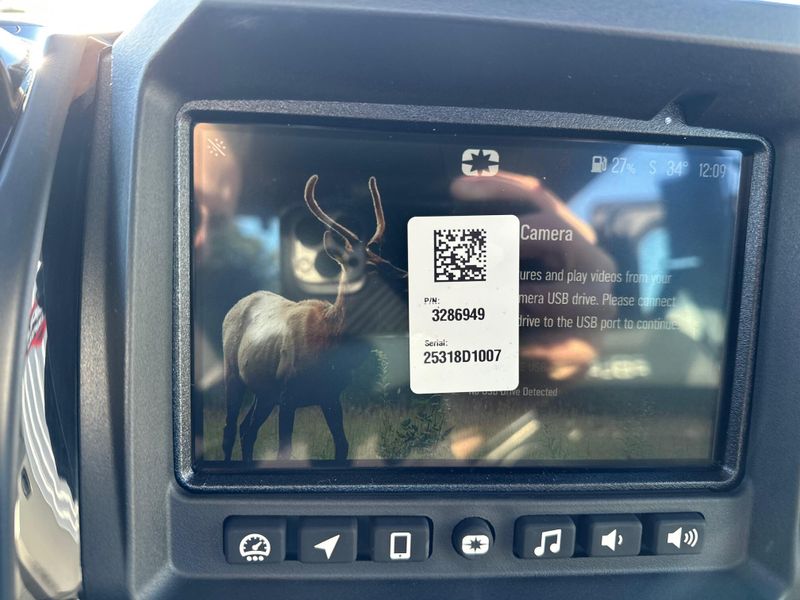 27% S 34° 12:09
Camera
P/N:
3286949
Serial:
25318D1007
tures and play videos from your
mera USB drive. Please connect
drive to the USB port to continue.
No USB Drive Detected